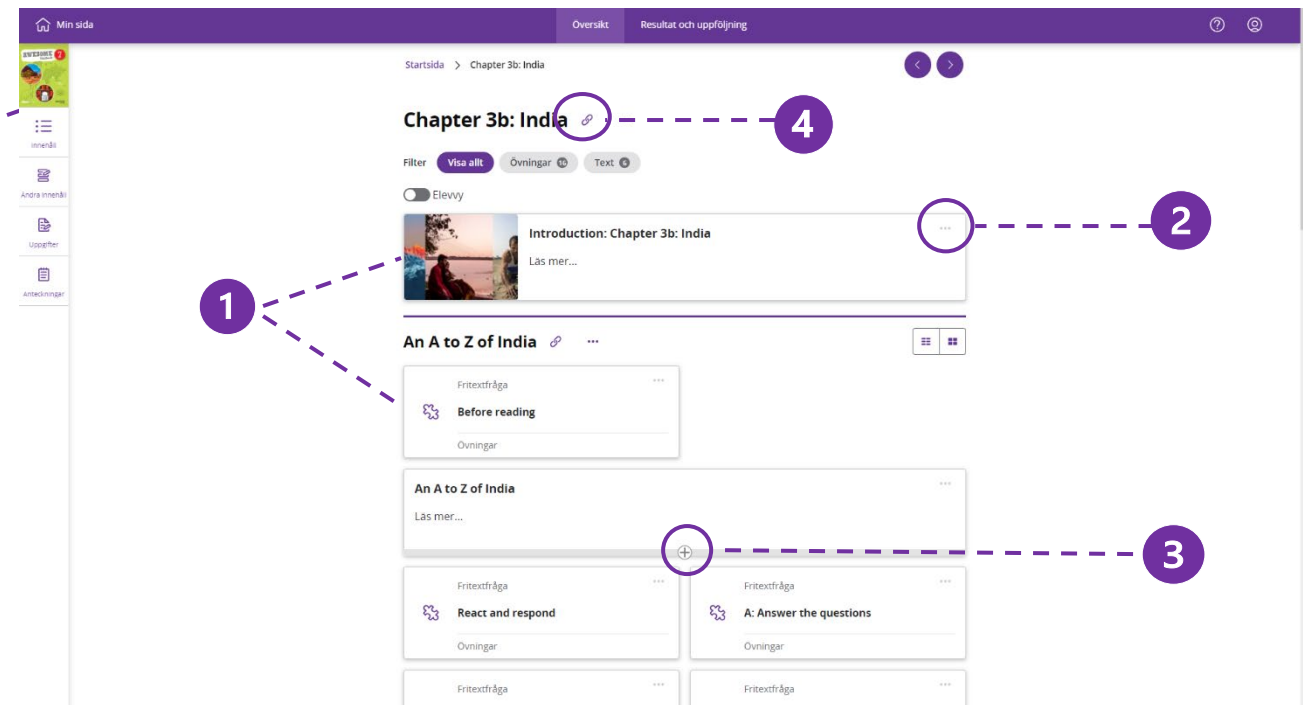 Min sida
Översikt
Resultat och uppföljning
AWESOME 7
Innehåll
Ändra innehåll
Uppgifter
Anteckningar
Startsida > Chapter 3b: India
Chapter 3b: India
4
Filter Visa allt Övningar Text 6
Elevvy
2
Introduction: Chapter 3b: India
Läs mer...
1
An A to Z of India
Fritextfråga
Before reading
Övningar
An A to Z of India
Läs mer...
3
Fritextfråga
React and respond
Övningar
Fritextfråga
A: Answer the questions
Övningar
Fritextfråga
Fritextfråga